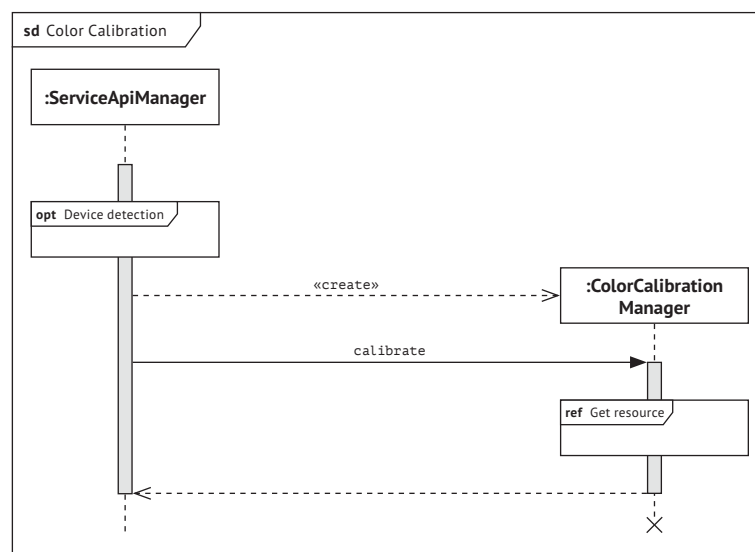 sd Color Calibration
:ServiceApiManager
opt Device detection
«create»
:ColorCalibration
Manager
calibrate
ref Get resource